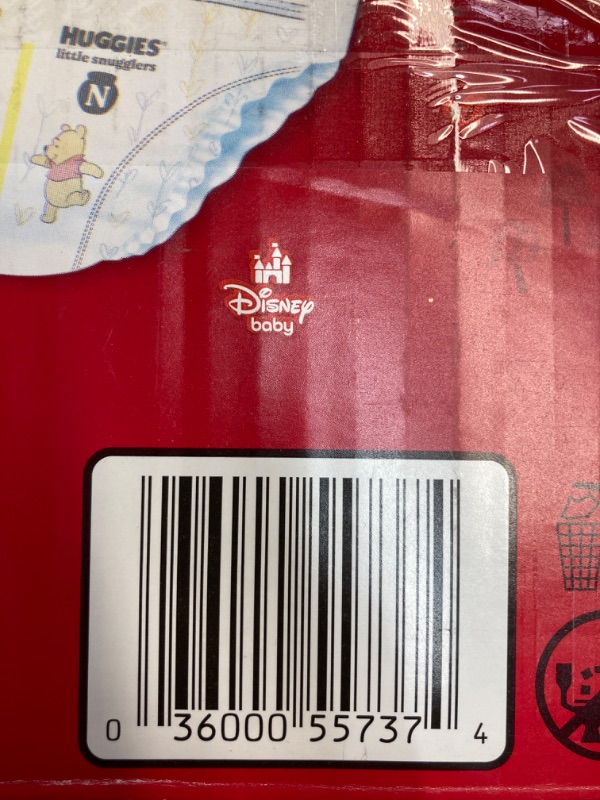 HUGGIES
little snugglers
N
Disney
baby
0 36000 55737 4